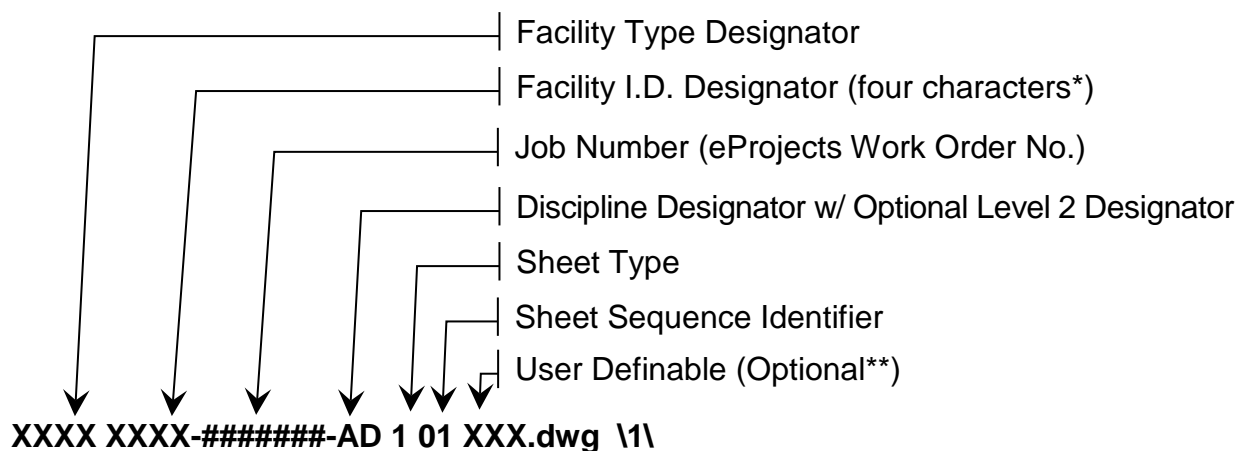 Facility Type Designator
Facility I.D. Designator (four characters*)
Job Number (eProjects Work Order No.)
Discipline Designator w/ Optional Level 2 Designator
Sheet Type
Sheet Sequence Identifier
User Definable (Optional**)
XXXX XXXX-#######-AD 1 01 XXX.dwg \1\